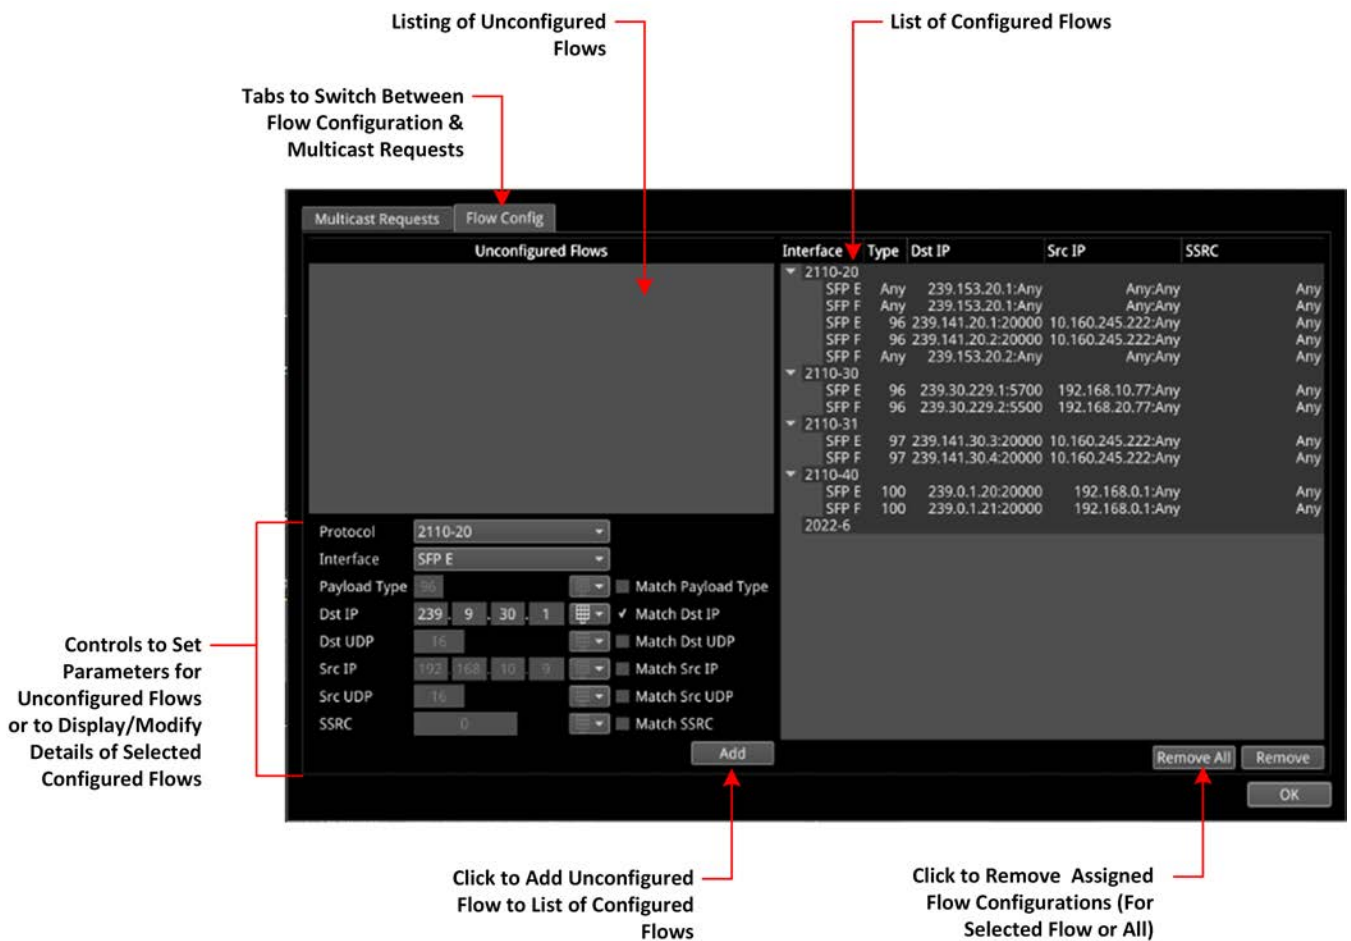 Listing of Unconfigured
Flows
List of Configured Flows
Tabs to Switch Between
Flow Configuration &
Multicast Requests
Multicast Requests Flow Config
Unconfigured Flows
Interface Type Dst IP Src IP SSRC
2110-20
SFP E Any 239.153.20.1:Any Any:Any Any
SFP F Any 239.153.20.1:Any Any:Any Any
SFP E 96 239.141.20.1:20000 10.160.245.222:Any Any
SFP F 96 239.141.20.2:20000 10.160.245.222:Any Any
SFP F Any 239.153.20.2:Any Any:Any Any
2110-30
SFP E 96 239.30.229.1:5700 192.168.10.77:Any Any
SFP F 96 239.30.229.2:5500 192.168.20.77:Any Any
2110-31
SFP E 97 239.141.30.3:20000 10.160.245.222:Any Any
SFP F 97 239.141.30.4:20000 10.160.245.222:Any Any
2110-40
SFP E 100 239.0.1.20:20000 192.168.0.1:Any Any
SFP F 100 239.0.1.21:20000 192.168.0.1:Any Any
2022-6
Protocol 2110-20
Interface SFP E
Payload Type 96 Match Payload Type
Dst IP 239 . 9 . 30 . 1 Match Dst IP
Dst UDP 16 Match Dst UDP
Src IP 192 . 168 . 10 . 9 Match Src IP
Src UDP 16 Match Src UDP
SSRC 0 Match SSRC
Add
Remove All Remove
OK
Controls to Set
Parameters for
Unconfigured Flows
or to Display/Modify
Details of Selected
Configured Flows
Click to Add Unconfigured
Flow to List of Configured
Flows
Click to Remove Assigned
Flow Configurations (For
Selected Flow or All)